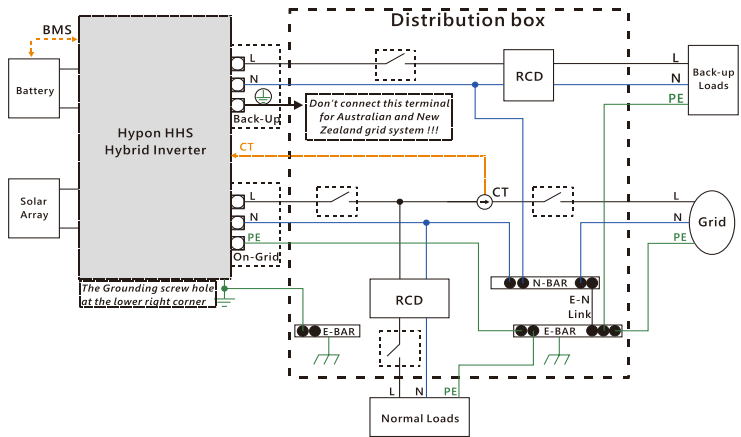 Distribution box
BMS
Battery
Hypon HHS
Hybrid Inverter
L
N
Back-Up
RCD
L
N
PE
Back-up
Loads
Don't connect this terminal
for Australian and New
Zealand grid system !!!
CT
CT
Solar
Array
L
N
PE
On-Grid
L
N
PE
Grid
The Grounding screw hole
at the lower right corner
RCD
N-BAR
E-N
Link
E-BAR
E-BAR
L
N
PE
Normal Loads